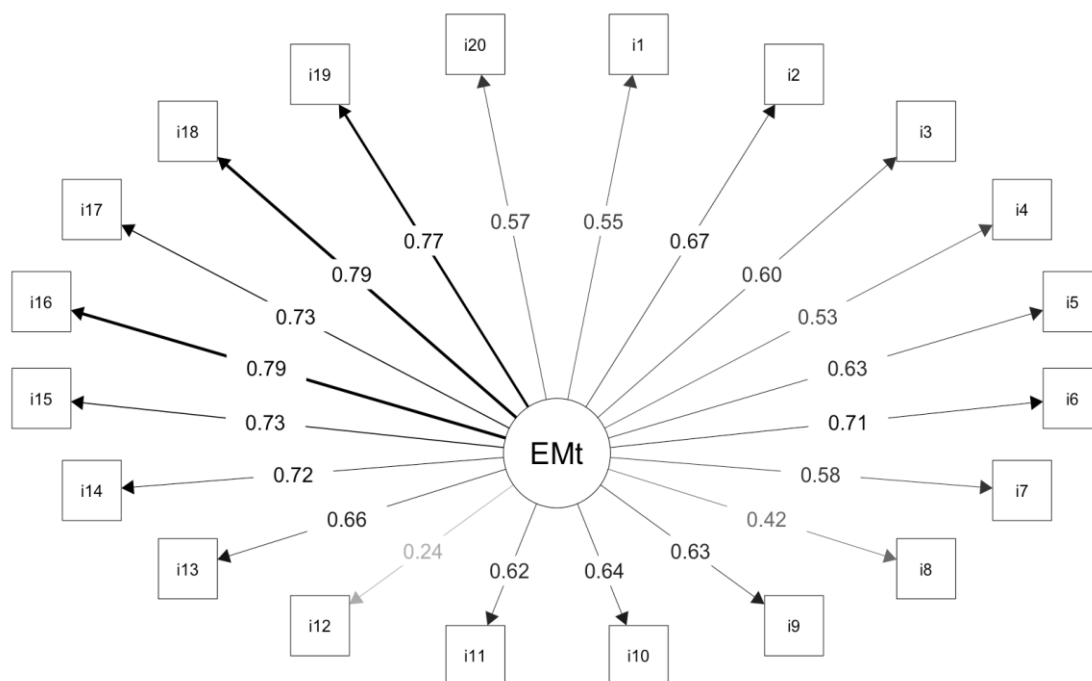 i20
i1
i19
i2
i18
i3
i17
i4
0.57
0.55
0.77
0.67
0.79
0.60
i16
i5
0.73
0.53
0.79
0.63
i15
i6
0.73
0.71
EMt
0.72
0.58
i14
i7
0.66
0.42
0.24
0.63
0.62
0.64
i13
i8
i12
i9
i11
i10